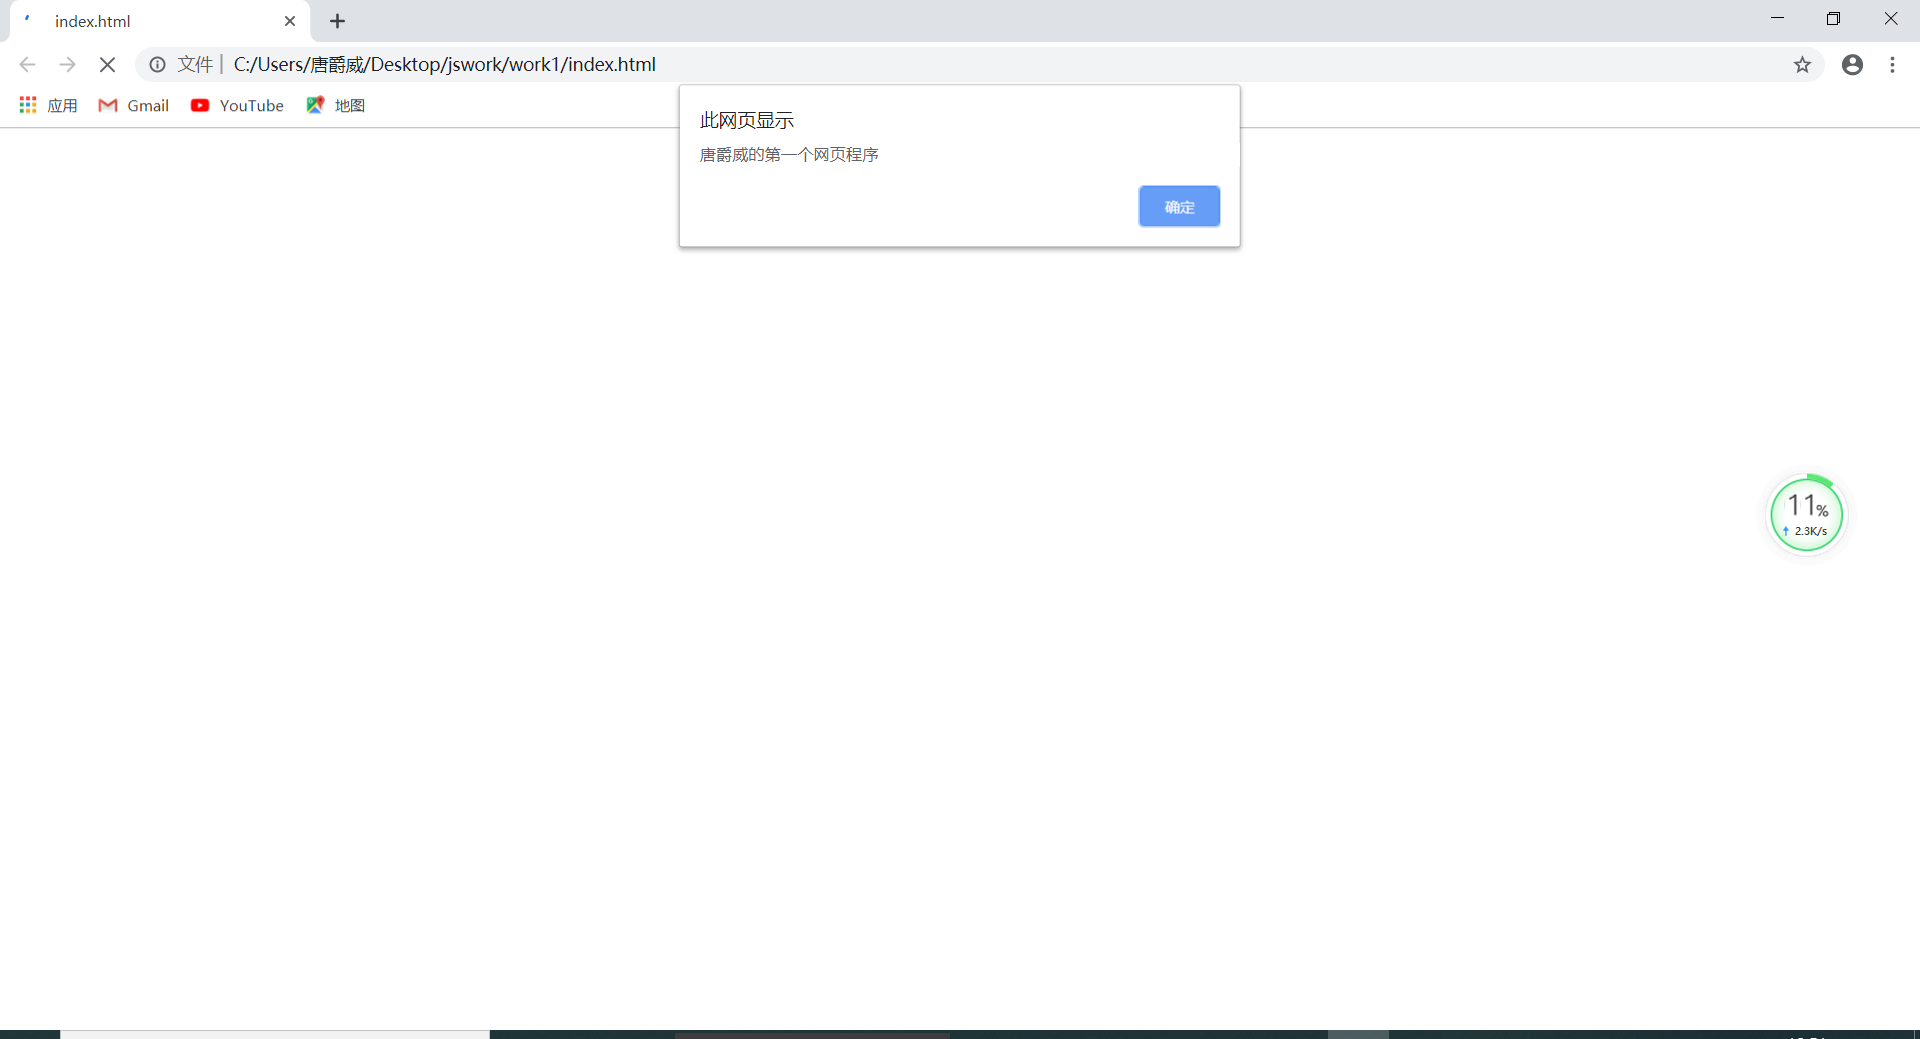 index.html
文件 | C:/Users/唐爵威/Desktop/jswork/work1/index.html
应用 Gmail YouTube 地图
此网页显示
唐爵威的第一个网页程序
确定
11%
2.3K/s